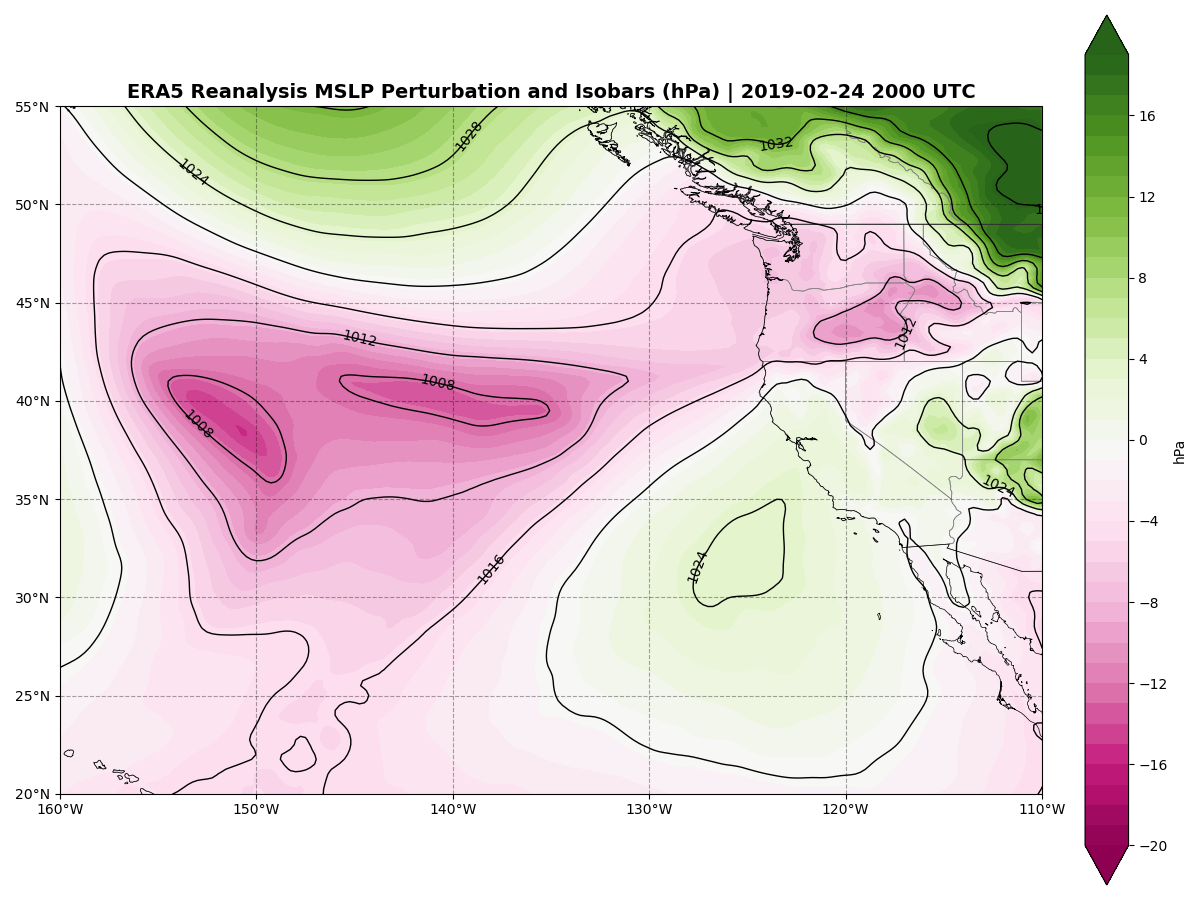 ERA5 Reanalysis MSLP Perturbation and Isobars (hPa) | 2019-02-24 2000 UTC
55°N
50°N
45°N
40°N
35°N
30°N
25°N
20°N
160°W
150°W
140°W
130°W
120°W
110°W
1028
1032
1024
1012
1012
1008
1008
1024
1016
1024
16
12
8
4
0
−4
−8
−12
−16
−20
hPa